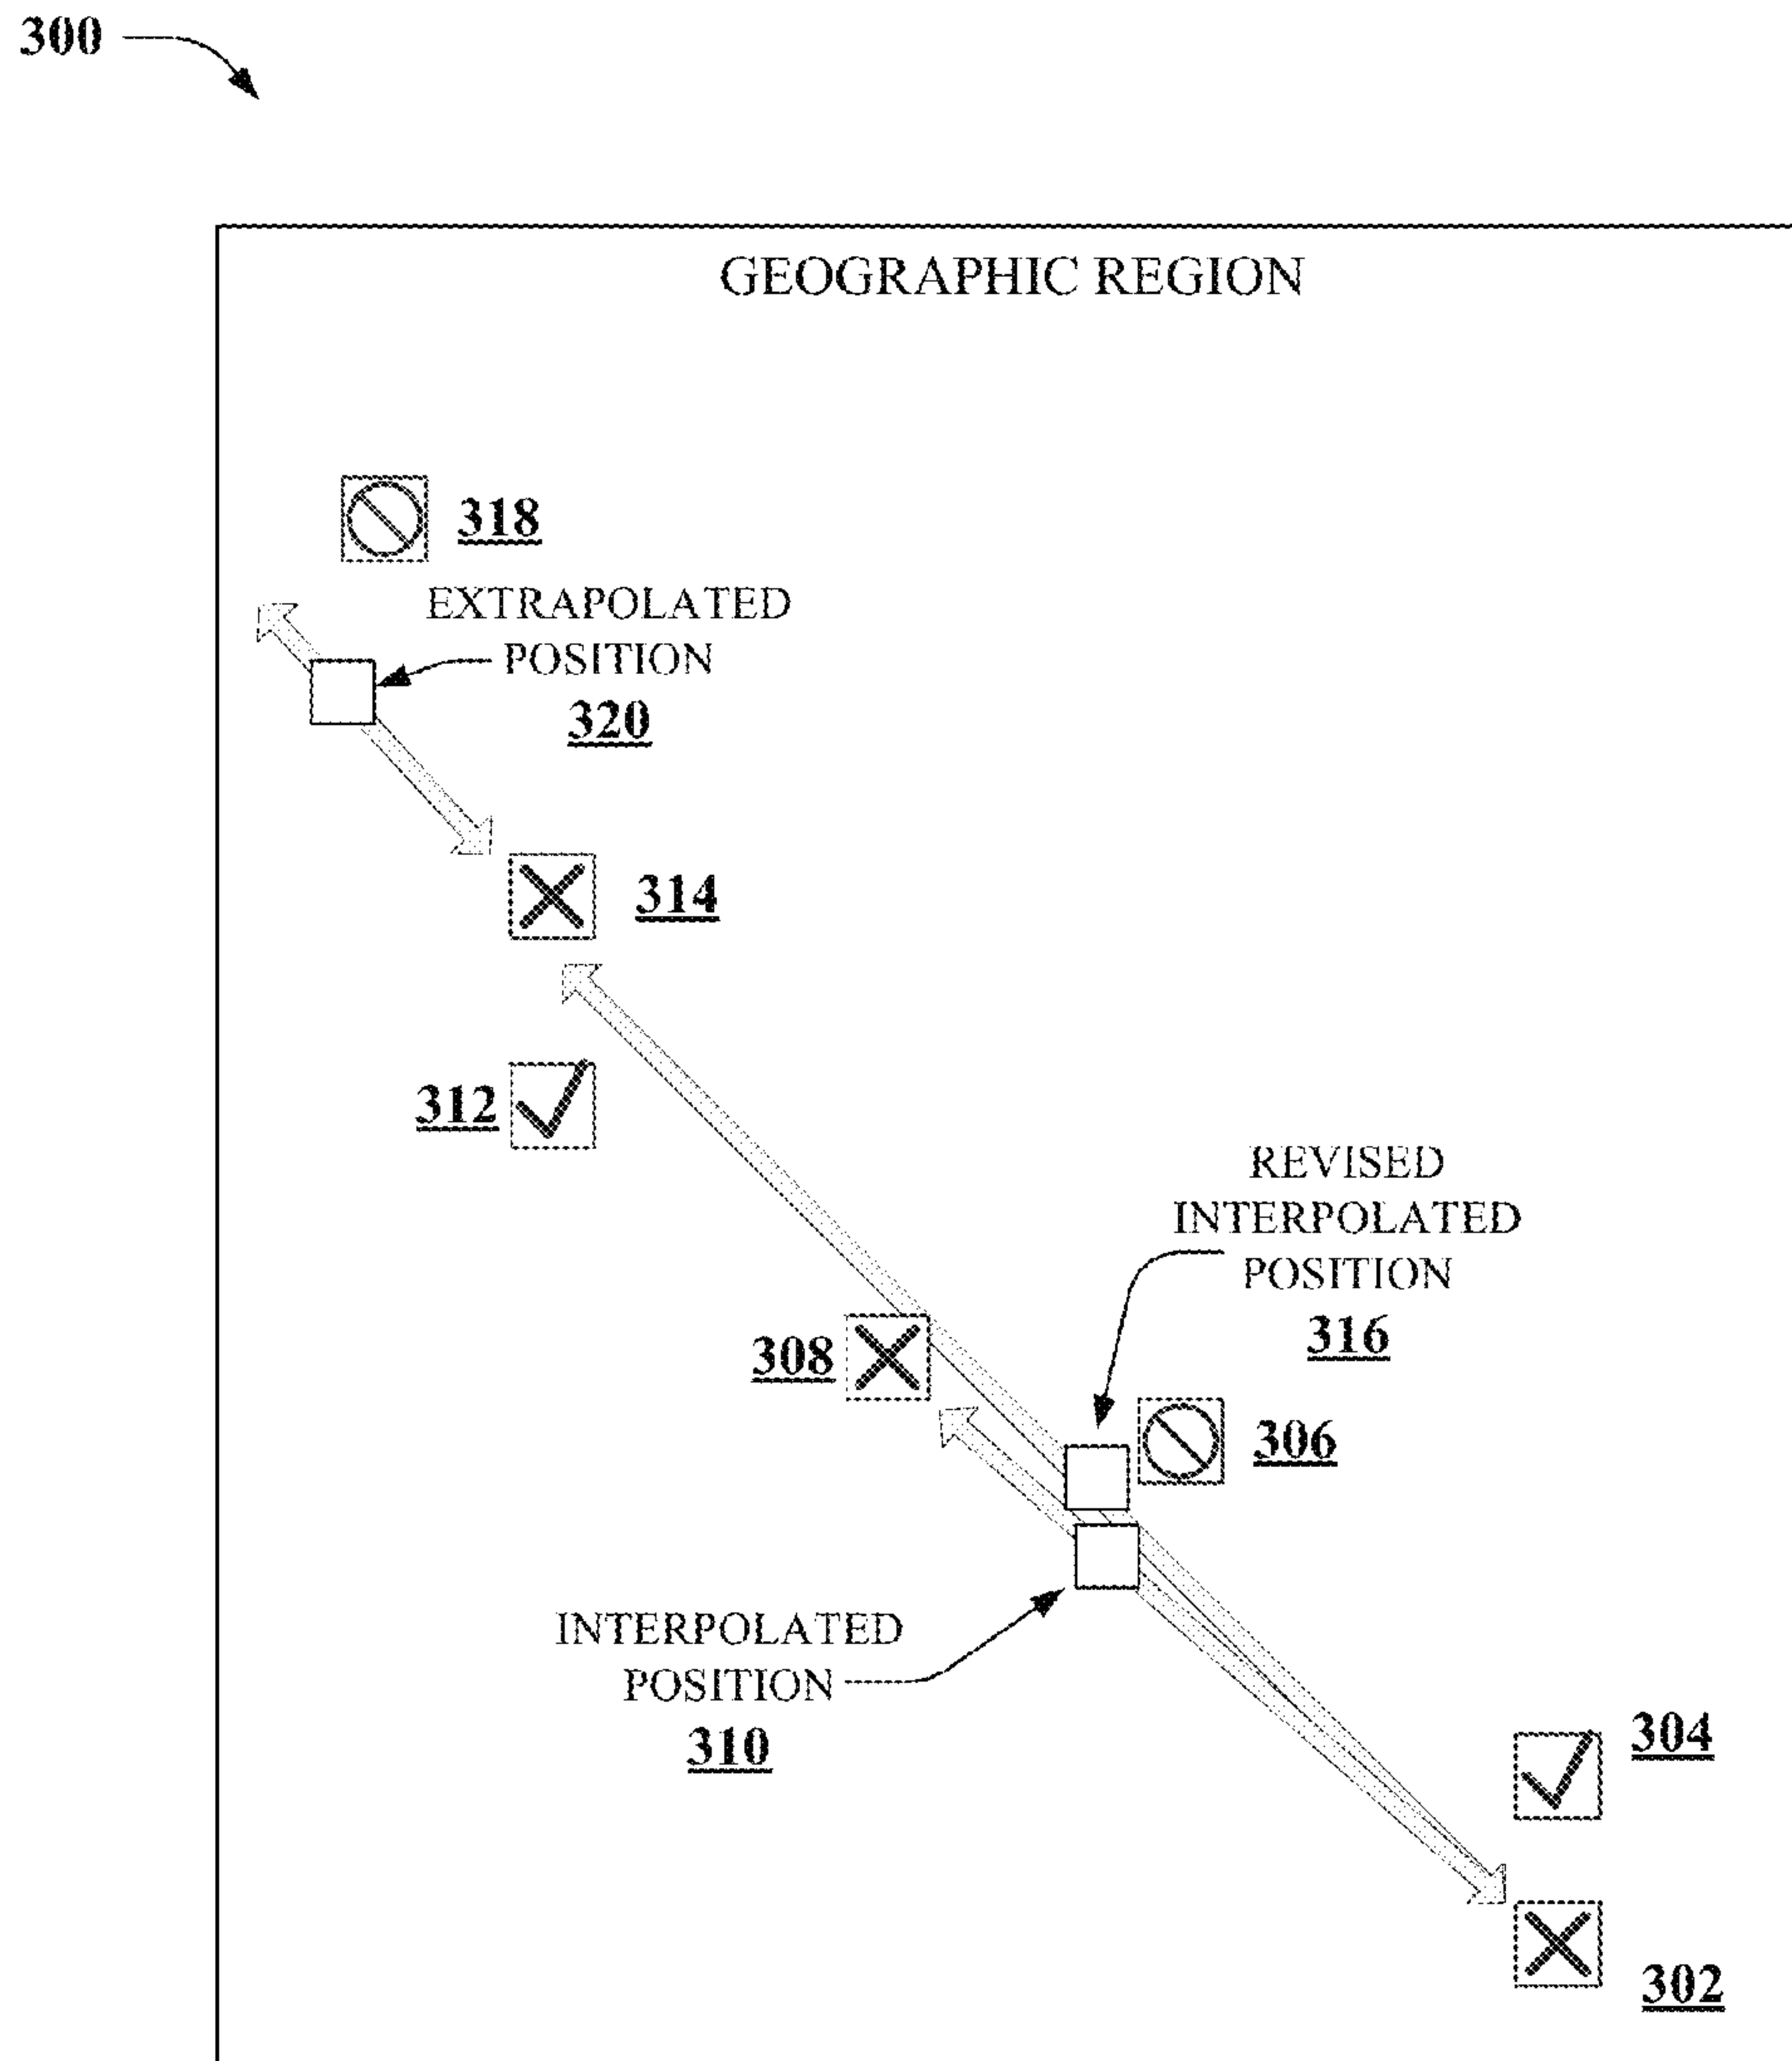 300
GEOGRAPHIC REGION
318
EXTRAPOLATED
POSITION
320
314
312
REVISED
INTERPOLATED
POSITION
316
308
306
INTERPOLATED
POSITION
310
304
302